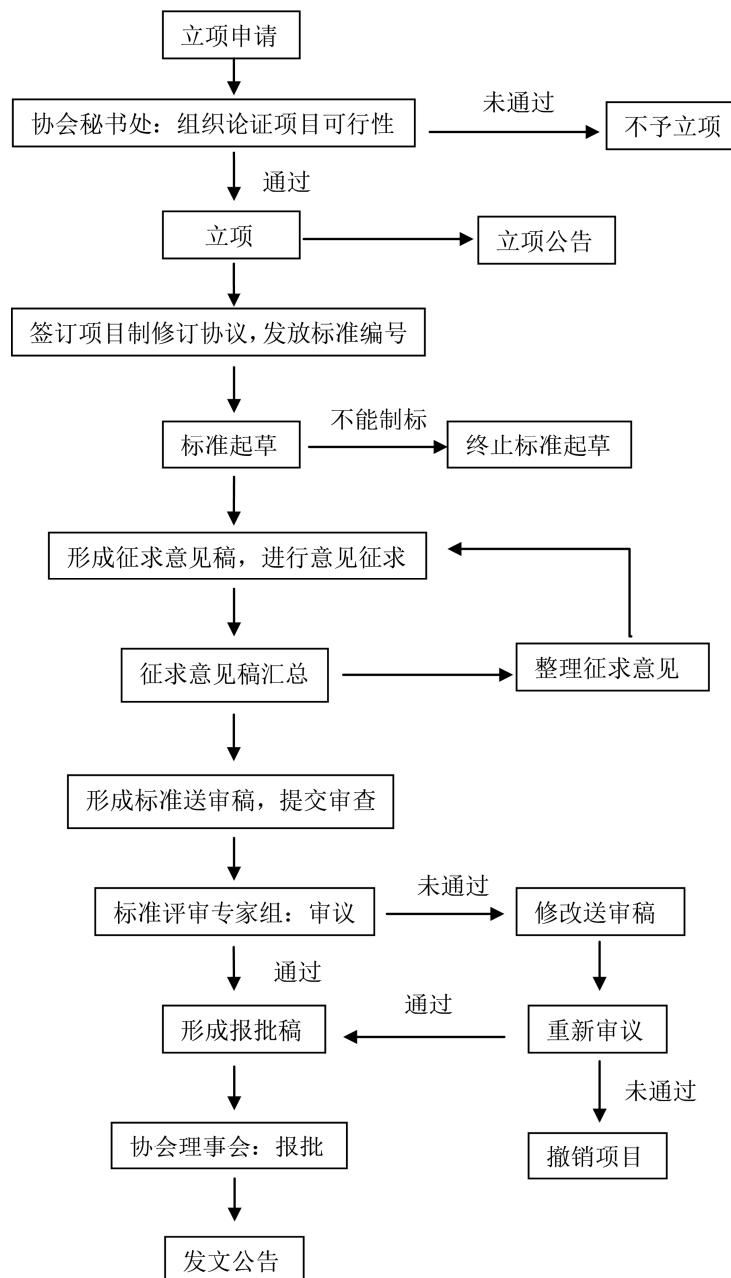 立项申请
协会秘书处：组织论证项目可行性
未通过
不予立项
通过
立项
立项公告
签订项目制修订协议，发放标准编号
不能制标
标准起草
终止标准起草
形成征求意见稿，进行意见征求
征求意见稿汇总
整理征求意见
形成标准送审稿，提交审查
标准评审专家组：审议
未通过
修改送审稿
通过
通过
形成报批稿
重新审议
未通过
协会理事会：报批
撤销项目
发文公告